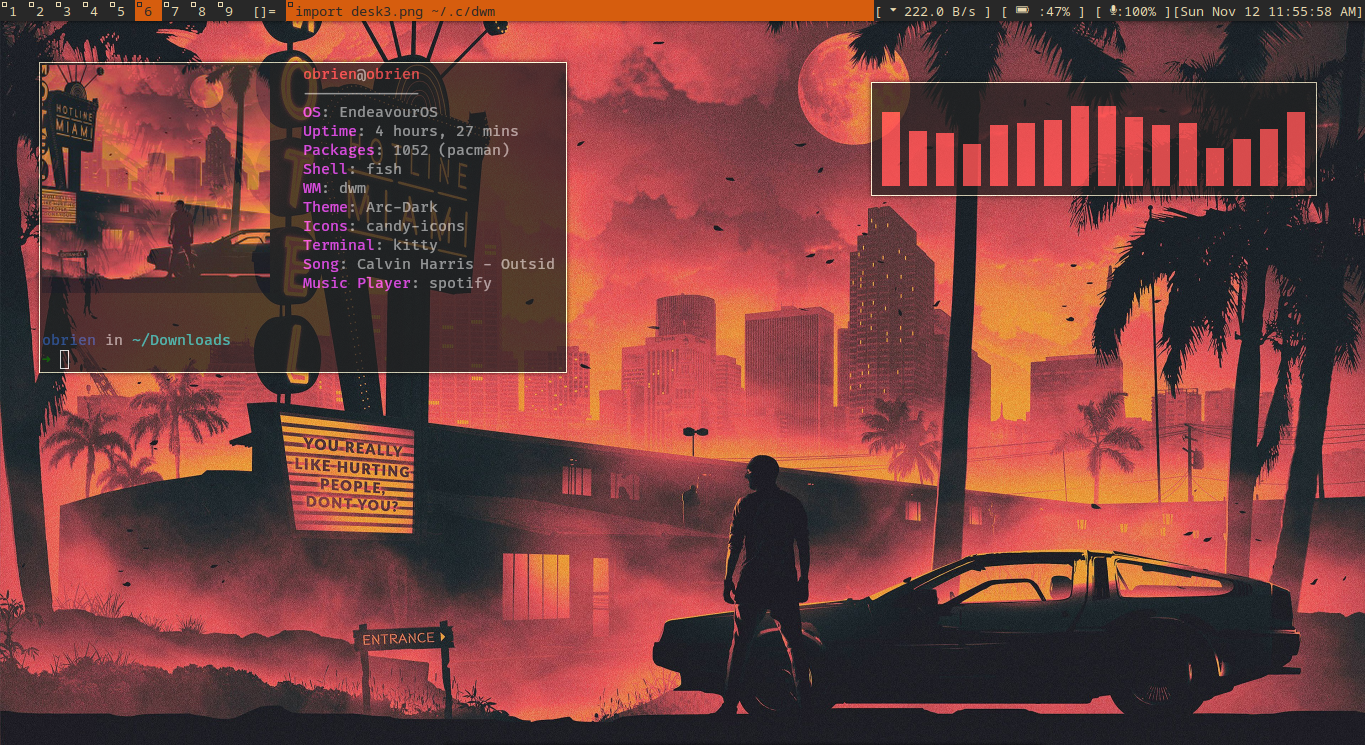 1 2 3 4 5 6 7 8 9 []= import desk3.png ~/.c/dwm [ 222.0 B/s ] [ :47% ] [ :100% ][Sun Nov 12 11:55:58 AM]
obrien@obrien
OS: EndeavourOS
Uptime: 4 hours, 27 mins
Packages: 1052 (pacman)
Shell: fish
WM: dwm
Theme: Arc-Dark
Icons: candy-icons
Terminal: kitty
Song: Calvin Harris - Outsid
Music Player: spotify
HOTLINE
MIAMI
HOTLINE
MIAMI
obrien in ~/Downloads
➜
YOU REALLY
LIKE HURTING
PEOPLE,
DONT YOU?
ENTRANCE